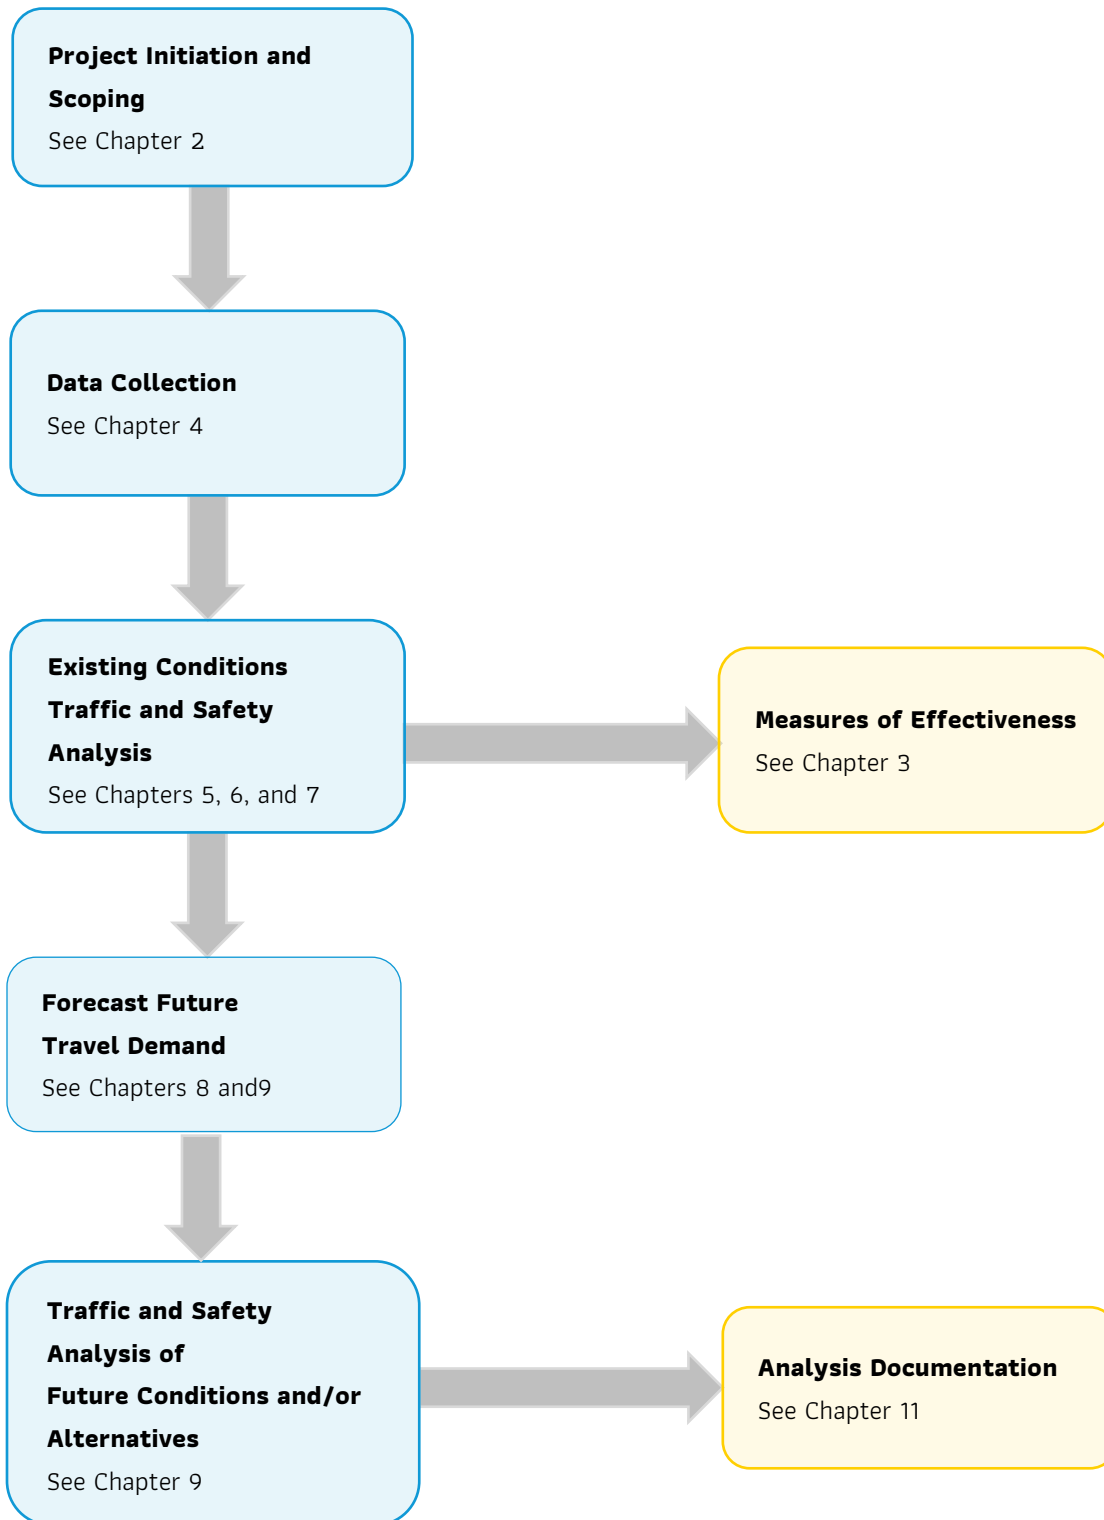 Project Initiation and
Scoping
See Chapter 2
Data Collection
See Chapter 4
Existing Conditions
Traffic and Safety
Analysis
See Chapters 5, 6, and 7
Measures of Effectiveness
See Chapter 3
Forecast Future
Travel Demand
See Chapters 8 and9
Traffic and Safety
Analysis of
Future Conditions and/or
Alternatives
See Chapter 9
Analysis Documentation
See Chapter 11